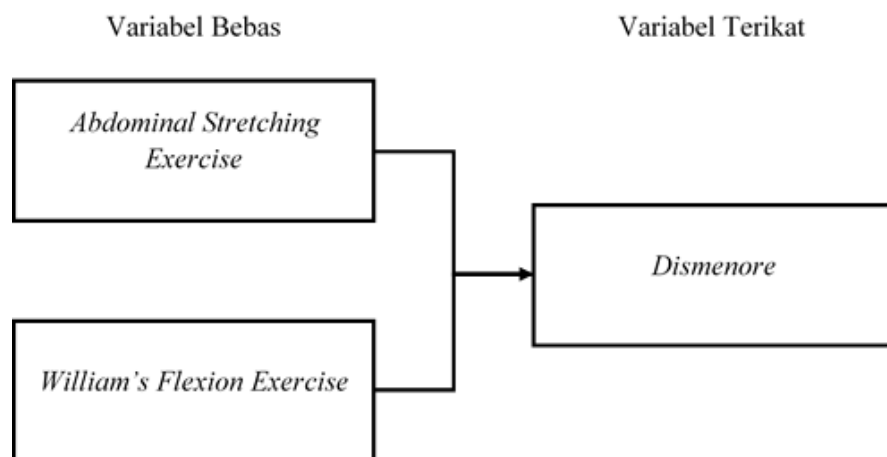 Variabel Bebas
Variabel Terikat
Abdominal Stretching
Exercise
Dismenore
William’s Flexion Exercise